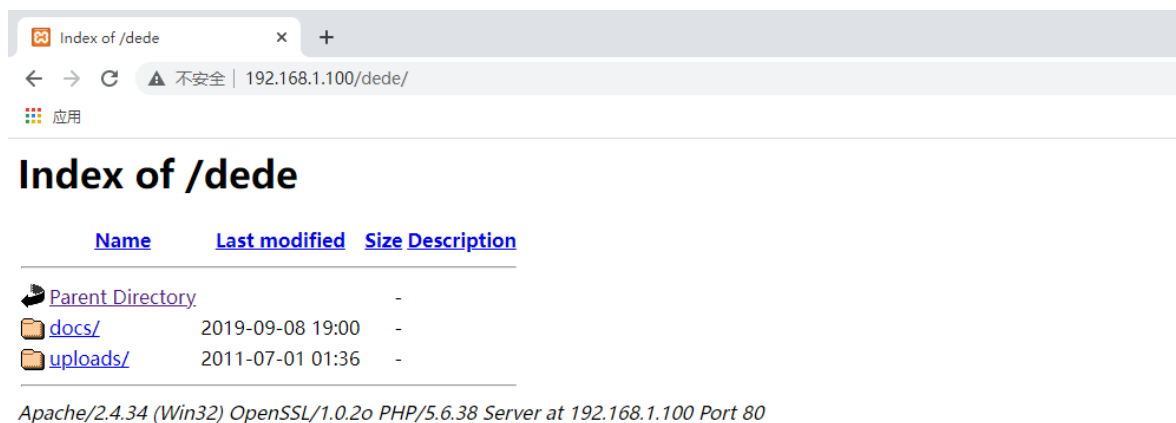 Index of /dede
不安全 | 192.168.1.100/dede/
应用
Index of /dede
Name Last modified Size Description
Parent Directory -
docs/ 2019-09-08 19:00 -
uploads/ 2011-07-01 01:36 -
Apache/2.4.34 (Win32) OpenSSL/1.0.2o PHP/5.6.38 Server at 192.168.1.100 Port 80